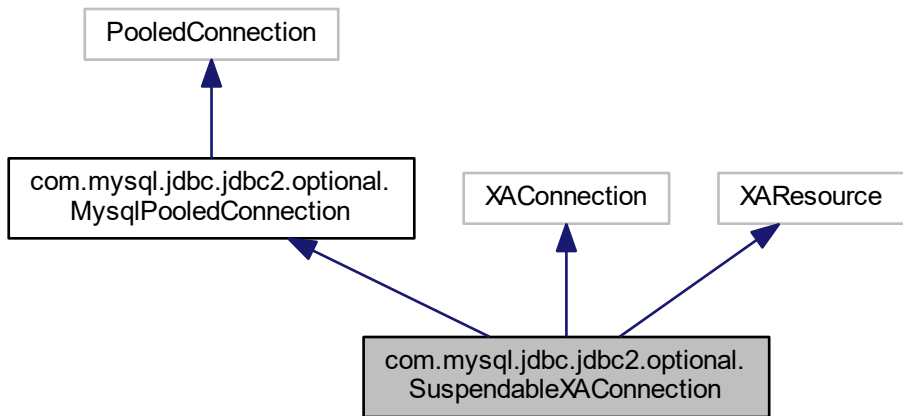 PooledConnection
com.mysql.jdbc.jdbc2.optional.
MysqlPooledConnection
XAConnection
XAResource
com.mysql.jdbc.jdbc2.optional.
SuspendableXAConnection